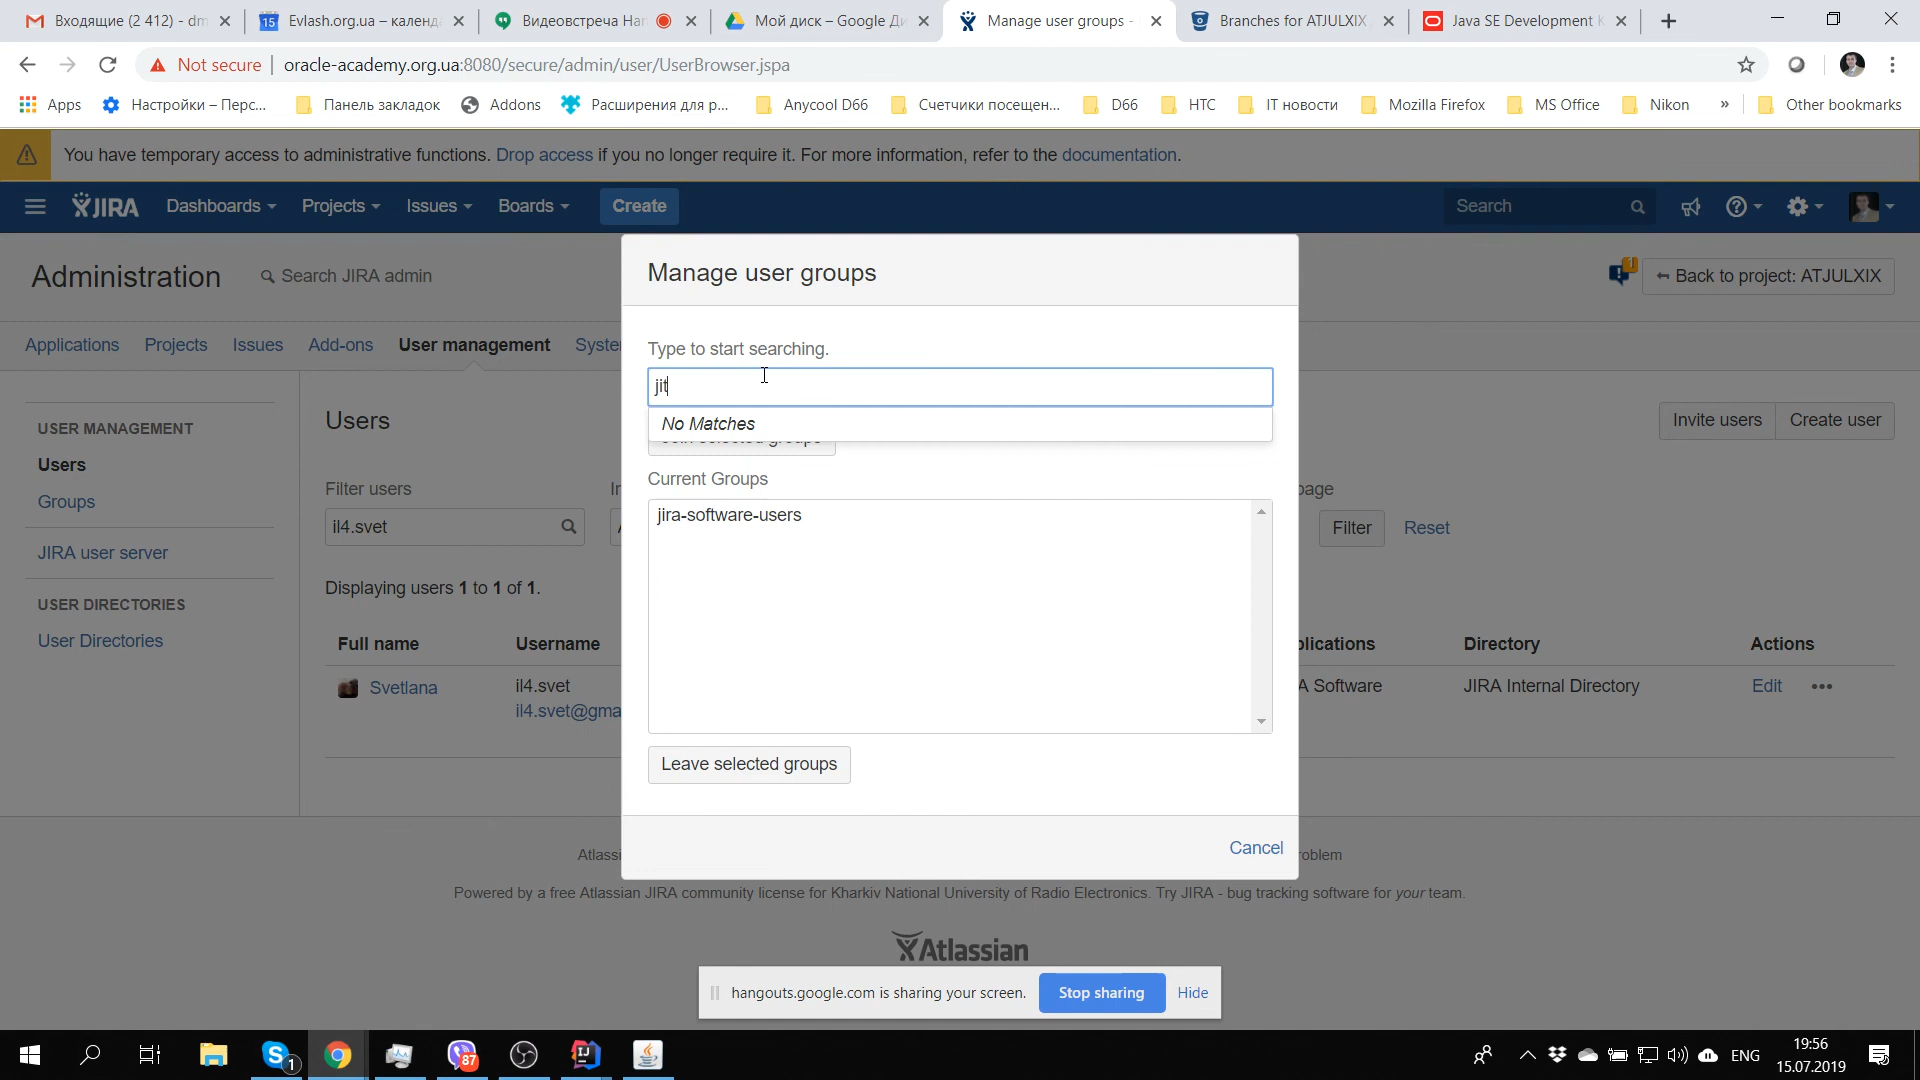 Входящие (2 412) - dm
Evlash.org.ua – календа
Видеовстреча Han
Мой диск – Google Ди
Manage user groups -
Branches for ATJULXIX
Java SE Development K
Not secure
oracle-academy.org.ua:8080/secure/admin/user/UserBrowser.jspa
Apps
Настройки – Перс...
Панель закладок
Addons
Расширения для р...
Anycool D66
Счетчики посещен...
D66
HTC
IT новости
Mozilla Firefox
MS Office
Nikon
»
Other bookmarks
You have temporary access to administrative functions. Drop access if you no longer require it. For more information, refer to the documentation.
JIRA
Dashboards
Projects
Issues
Boards
Create
Search
Administration
Search JIRA admin
1
Back to project: ATJULXIX
Applications
Projects
Issues
Add-ons
User management
Syste
Manage user groups
Type to start searching.
jit
No Matches
Current Groups
jira-software-users
Leave selected groups
Cancel
USER MANAGEMENT
Users
Groups
JIRA user server
USER DIRECTORIES
User Directories
Users
Invite users
Create user
Filter users
il4.svet
page
Filter
Reset
Displaying users 1 to 1 of 1.
Full name
Username
plications
Directory
Actions
Svetlana
il4.svet
il4.svet@gma
A Software
JIRA Internal Directory
Edit
Atlassi
oblem
Powered by a free Atlassian JIRA community license for Kharkiv National University of Radio Electronics. Try JIRA - bug tracking software for your team.
Atlassian
hangouts.google.com is sharing your screen.
Stop sharing
Hide
1
87
ENG
19:56
15.07.2019